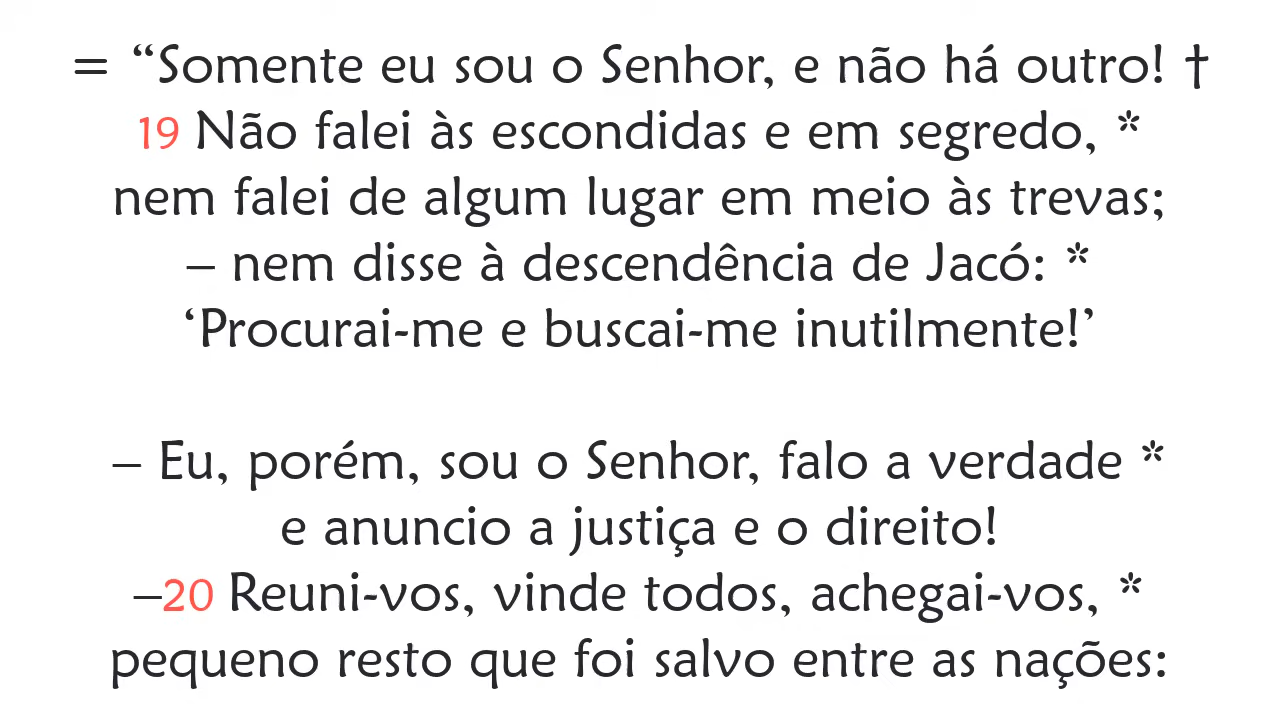 = “Somente eu sou o Senhor, e não há outro! †
19 Não falei às escondidas e em segredo, *
nem falei de algum lugar em meio às trevas;
– nem disse à descendência de Jacó: *
‘Procurai-me e buscai-me inutilmente!’
– Eu, porém, sou o Senhor, falo a verdade *
e anuncio a justiça e o direito!
–20 Reuni-vos, vinde todos, achegai-vos, *
pequeno resto que foi salvo entre as nações: